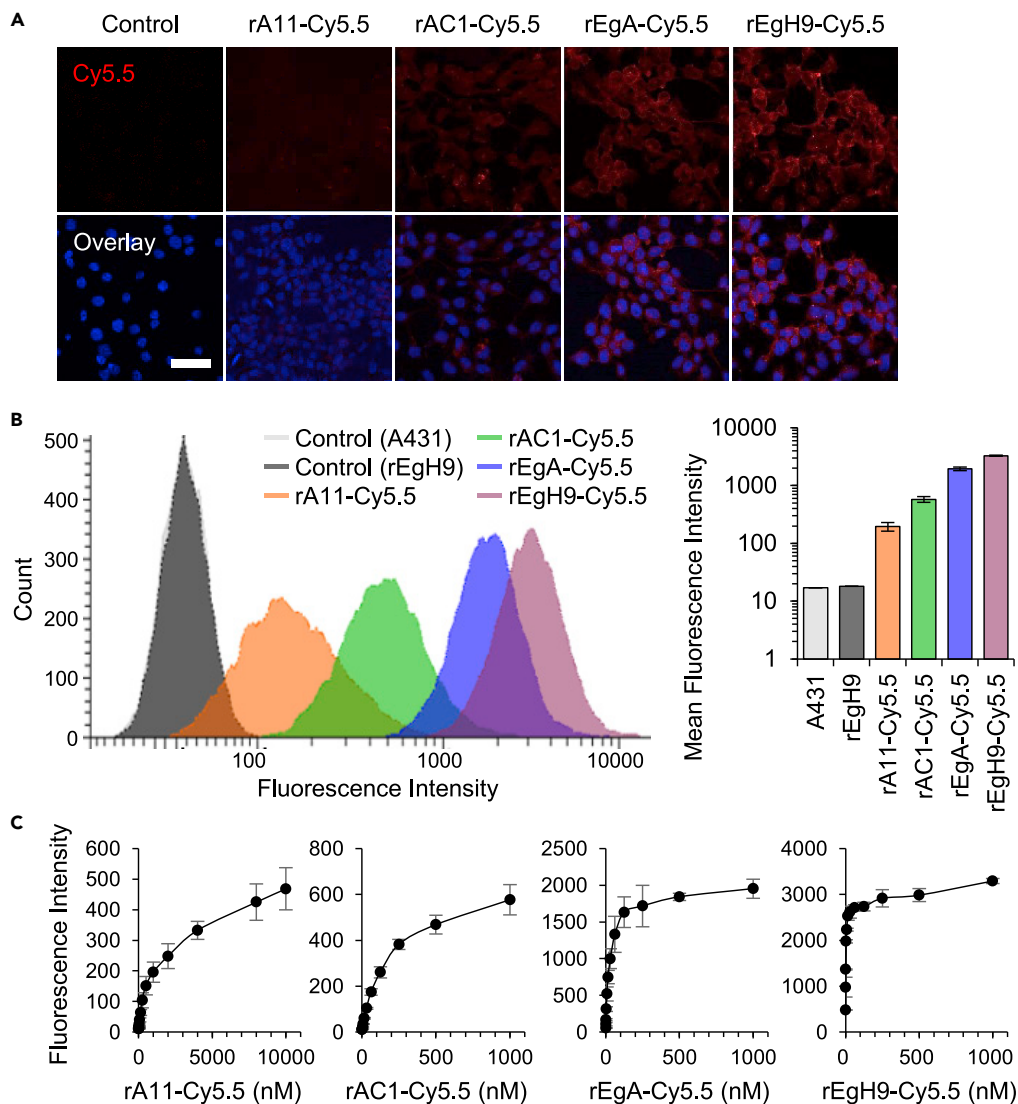 A
Control rA11-Cy5.5 rAC1-Cy5.5 rEgA-Cy5.5 rEgH9-Cy5.5
Cy5.5
Overlay
B
Control (A431)
Control (rEgH9)
rA11-Cy5.5
rAC1-Cy5.5
rEgA-Cy5.5
rEgH9-Cy5.5
Count
500
400
300
200
100
0
100 1000 10000
Fluorescence Intensity
Mean Fluorescence Intensity
10000
1000
100
10
1
A431
rEgH9
rA11-Cy5.5
rAC1-Cy5.5
rEgA-Cy5.5
rEgH9-Cy5.5
C
Fluorescence Intensity
600
500
400
300
200
100
0
0 5000 10000
rA11-Cy5.5 (nM)
800
600
400
200
0
0 500 1000
rAC1-Cy5.5 (nM)
2500
2000
1500
1000
500
0
0 500 1000
rEgA-Cy5.5 (nM)
4000
3000
2000
1000
0
0 500 1000
rEgH9-Cy5.5 (nM)